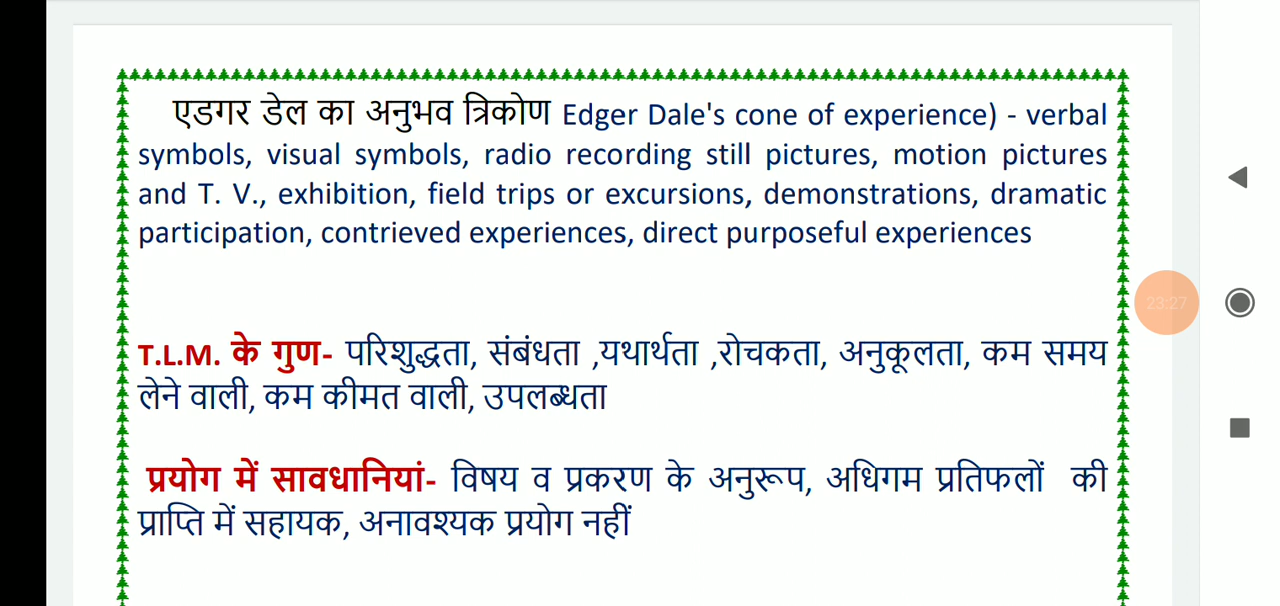 एडगर डेल का अनुभव त्रिकोण Edger Dale's cone of experience) - verbal
symbols, visual symbols, radio recording still pictures, motion pictures
and T. V., exhibition, field trips or excursions, demonstrations, dramatic
participation, contrieved experiences, direct purposeful experiences
T.L.M. के गुण- परिशुद्धता, संबंधता ,यथार्थता ,रोचकता, अनुकूलता, कम समय
लेने वाली, कम कीमत वाली, उपलब्धता
23:27
प्रयोग में सावधानियां- विषय व प्रकरण के अनुरूप, अधिगम प्रतिफलों की
प्राप्ति में सहायक, अनावश्यक प्रयोग नहीं